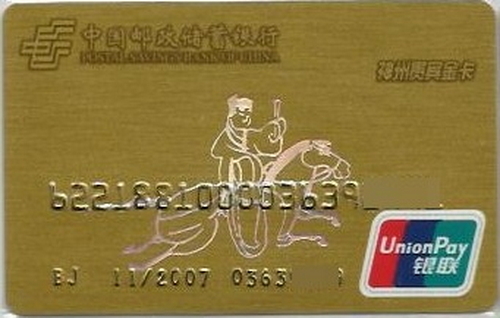 中国邮政储蓄银行
POSTAL SAVINGS BANK OF CHINA
神州贵宾金卡
622188100003639
BJ 11/2007 0363
UnionPay
银联